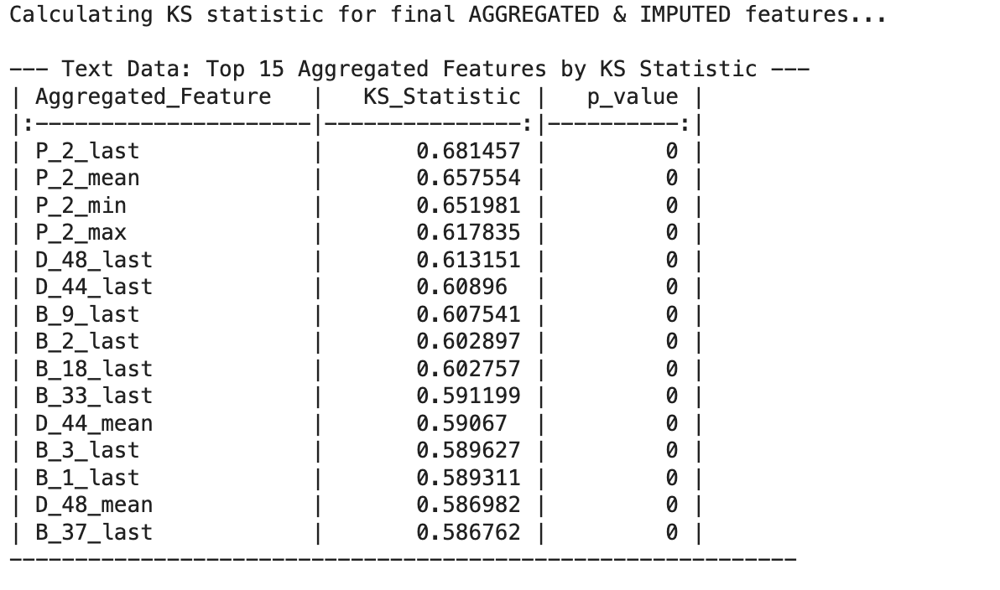 Calculating KS statistic for final AGGREGATED & IMPUTED features...
--- Text Data: Top 15 Aggregated Features by KS Statistic ---
| Aggregated_Feature   |   KS_Statistic |   p_value |
|:---------------------|---------------:|----------:|
| P_2_last             |       0.681457 |         0 |
| P_2_mean             |       0.657554 |         0 |
| P_2_min              |       0.651981 |         0 |
| P_2_max              |       0.617835 |         0 |
| D_48_last            |       0.613151 |         0 |
| D_44_last            |       0.60896  |         0 |
| B_9_last             |       0.607541 |         0 |
| B_2_last             |       0.602897 |         0 |
| B_18_last            |       0.602757 |         0 |
| B_33_last            |       0.591199 |         0 |
| D_44_mean            |       0.59067  |         0 |
| B_3_last             |       0.589627 |         0 |
| B_1_last             |       0.589311 |         0 |
| D_48_mean            |       0.586982 |         0 |
| B_37_last            |       0.586762 |         0 |
------------------------------------------------------------